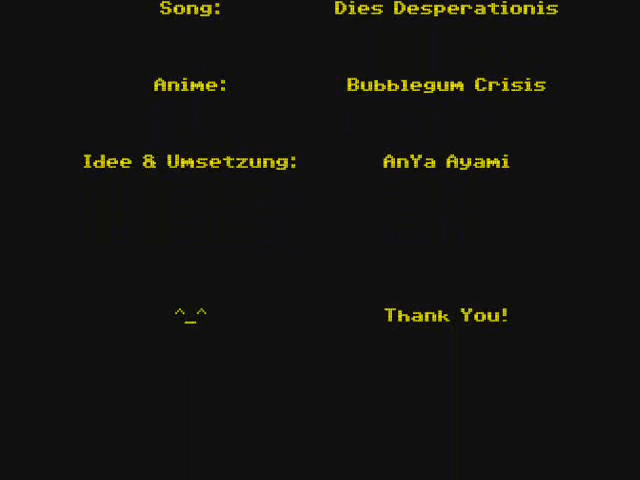 Song: Dies Desperationis
Anime: Bubblegum Crisis
Idee & Umsetzung: AnYa Ayami
^_^ Thank You!